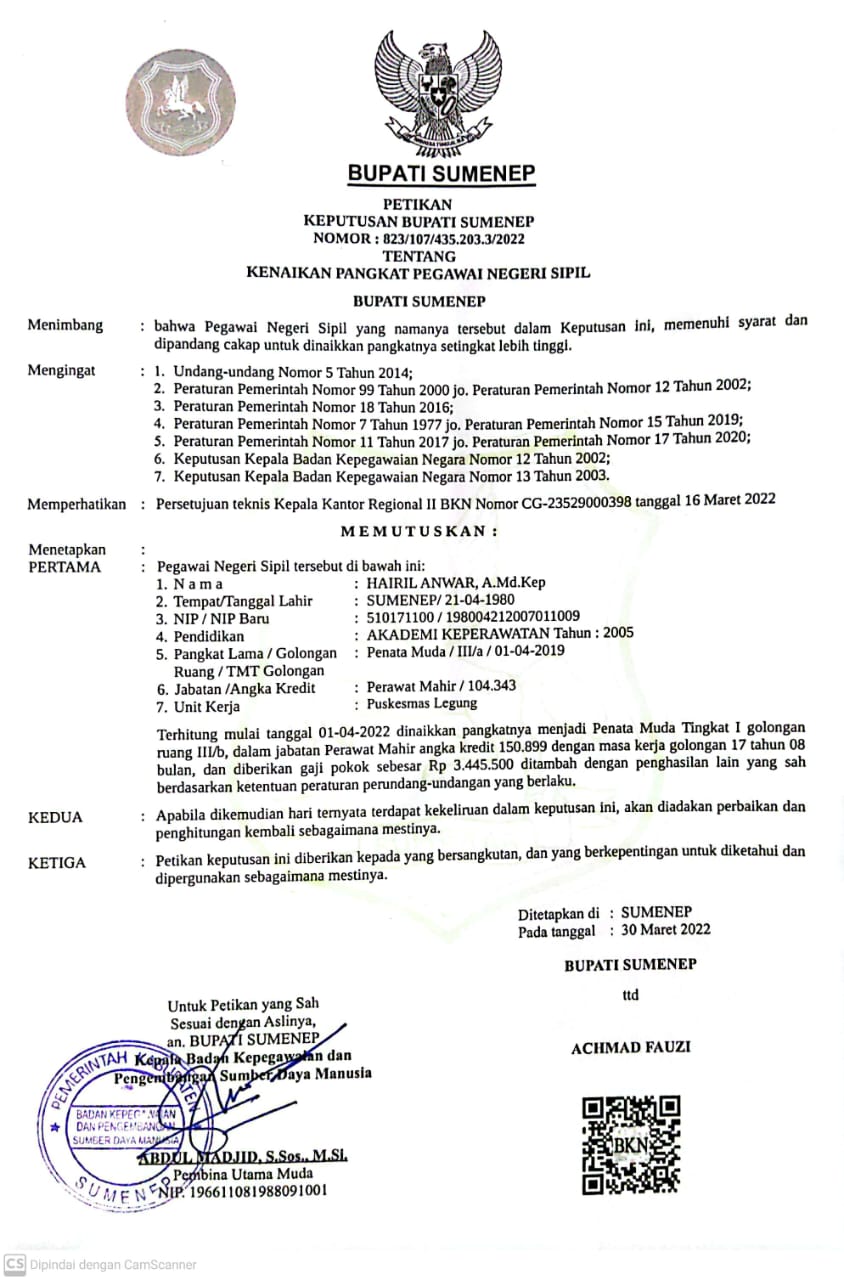 BUPATI SUMENEP
PETIKAN
KEPUTUSAN BUPATI SUMENEP
NOMOR : 823/107/435.203.3/2022
TENTANG
KENAIKAN PANGKAT PEGAWAI NEGERI SIPIL
BUPATI SUMENEP
Menimbang : bahwa Pegawai Negeri Sipil yang namanya tersebut dalam Keputusan ini, memenuhi syarat dan
dipandang cakap untuk dinaikkan pangkatnya setingkat lebih tinggi.
Mengingat : 1. Undang-undang Nomor 5 Tahun 2014;
2. Peraturan Pemerintah Nomor 99 Tahun 2000 jo. Peraturan Pemerintah Nomor 12 Tahun 2002;
3. Peraturan Pemerintah Nomor 18 Tahun 2016;
4. Peraturan Pemerintah Nomor 7 Tahun 1977 jo. Peraturan Pemerintah Nomor 15 Tahun 2019;
5. Peraturan Pemerintah Nomor 11 Tahun 2017 jo. Peraturan Pemerintah Nomor 17 Tahun 2020;
6. Keputusan Kepala Badan Kepegawaian Negara Nomor 12 Tahun 2002;
7. Keputusan Kepala Badan Kepegawaian Negara Nomor 13 Tahun 2003.
Memperhatikan : Persetujuan teknis Kepala Kantor Regional II BKN Nomor CG-23529000398 tanggal 16 Maret 2022
M E M U T U S K A N :
Menetapkan :
PERTAMA : Pegawai Negeri Sipil tersebut di bawah ini:
1. N a m a : HAIRIL ANWAR, A.Md.Kep
2. Tempat/Tanggal Lahir : SUMENEP/ 21-04-1980
3. NIP / NIP Baru : 510171100 / 198004212007011009
4. Pendidikan : AKADEMI KEPERAWATAN Tahun : 2005
5. Pangkat Lama / Golongan : Penata Muda / III/a / 01-04-2019
Ruang / TMT Golongan
6. Jabatan /Angka Kredit : Perawat Mahir / 104.343
7. Unit Kerja : Puskesmas Legung
Terhitung mulai tanggal 01-04-2022 dinaikkan pangkatnya menjadi Penata Muda Tingkat I golongan
ruang III/b, dalam jabatan Perawat Mahir angka kredit 150.899 dengan masa kerja golongan 17 tahun 08
bulan, dan diberikan gaji pokok sebesar Rp 3.445.500 ditambah dengan penghasilan lain yang sah
berdasarkan ketentuan peraturan perundang-undangan yang berlaku.
KEDUA : Apabila dikemudian hari ternyata terdapat kekeliruan dalam keputusan ini, akan diadakan perbaikan dan
penghitungan kembali sebagaimana mestinya.
KETIGA : Petikan keputusan ini diberikan kepada yang bersangkutan, dan yang berkepentingan untuk diketahui dan
dipergunakan sebagaimana mestinya.
Ditetapkan di : SUMENEP
Pada tanggal : 30 Maret 2022
BUPATI SUMENEP
ttd
ACHMAD FAUZI
Untuk Petikan yang Sah
Sesuai dengan Aslinya,
an. BUPATI SUMENEP
Kepala Badan Kepegawaian dan
Pengembangan Sumber Daya Manusia
PEMERINTAH KABUPATEN
BADAN KEPEGAWAIAN
DAN PENGEMBANGAN
SUMBER DAYA MANUSIA
SUMENEP
ABDUL MADJID, S.Sos., M.Si.
Pembina Utama Muda
NIP. 196611081988091001
BKN
CS Dipindai dengan CamScanner